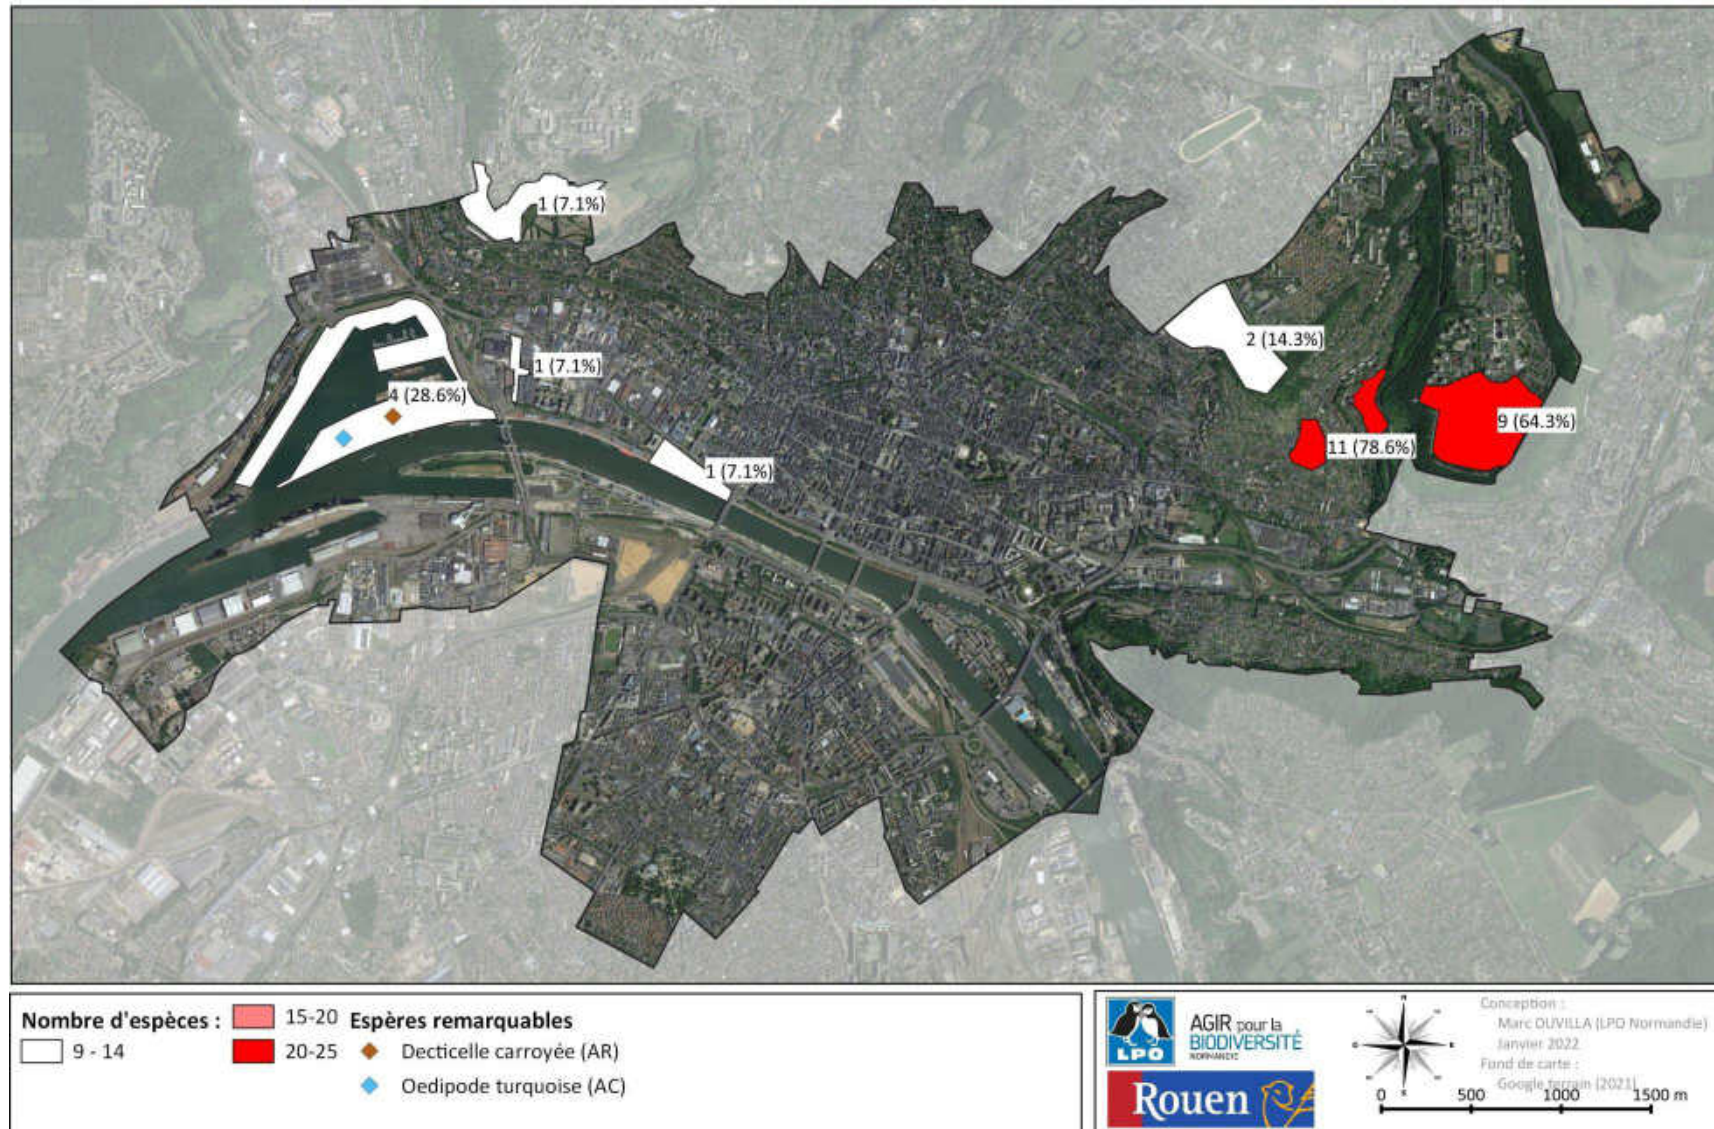 1 (7.1%)
2 (14.3%)
1 (7.1%)
4 (28.6%)
9 (64.3%)
11 (78.6%)
1 (7.1%)
Nombre d'espèces :
9 - 14
15-20
20-25
Espères remarquables
Decticelle carroyée (AR)
Oedipode turquoise (AC)
LPO
AGIR pour la
BIODIVERSITÉ
NORMANDIE
Rouen
N
E
S
O
Conception :
Marc OUVILLA (LPO Normandie)
Janvier 2022
Fond de carte :
Google terrain (2021)
0 500 1000 1500 m